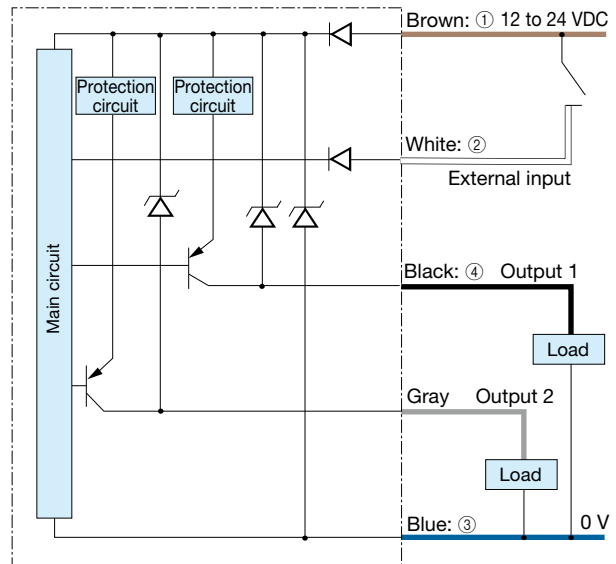 Brown: ① 12 to 24 VDC
Protection
circuit
Protection
circuit
White: ②
External input
Main circuit
Black: ④ Output 1
Load
Gray Output 2
Load
Blue: ③ 0 V